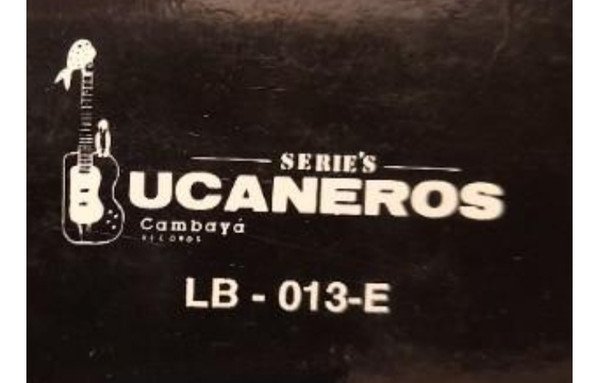 SERIE'S
BUCANEROS
Cambayá
RECORDS
LB - 013-E